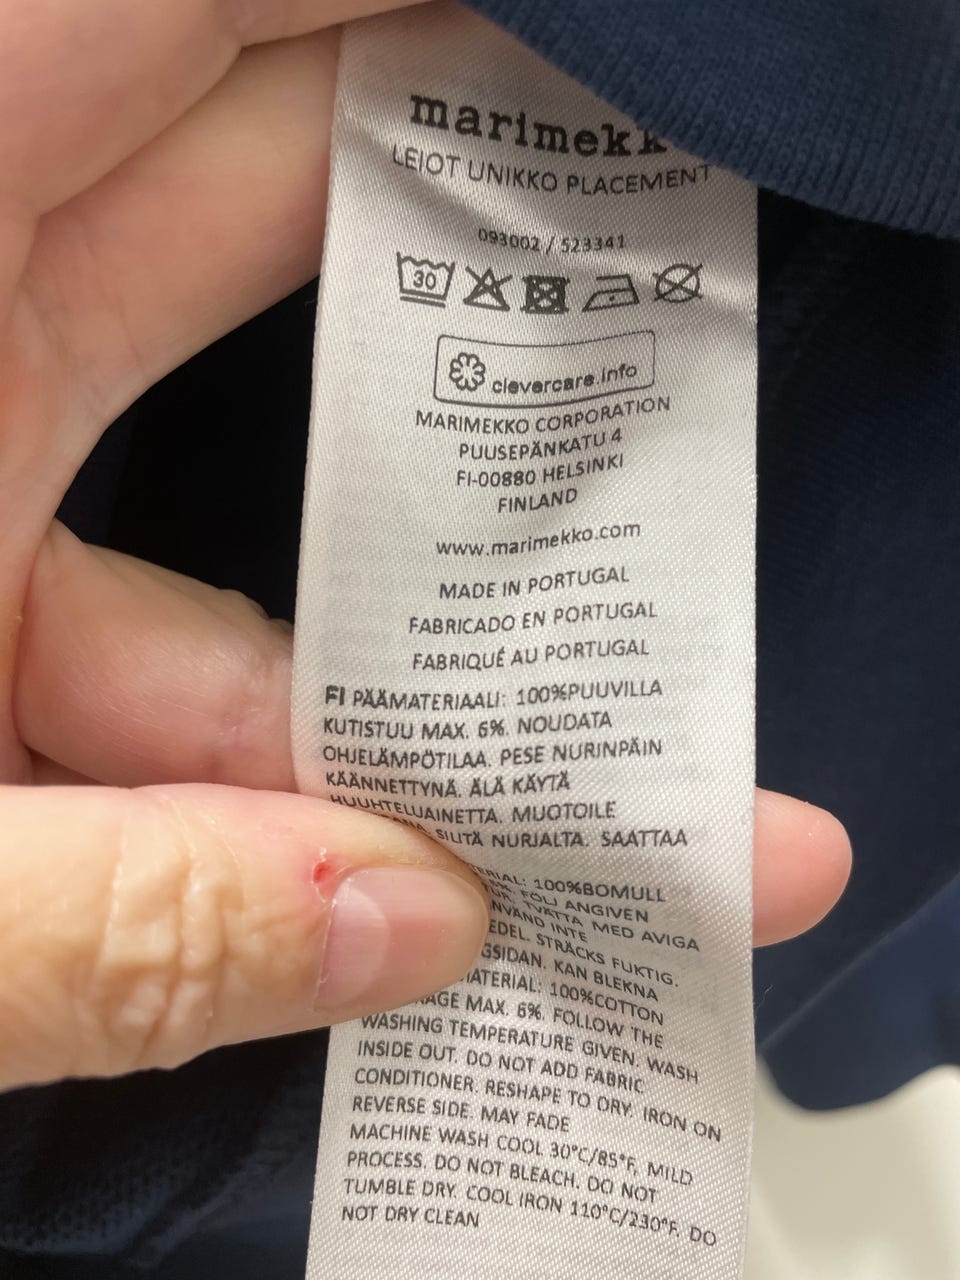 marimekk
LEIOT UNIKKO PLACEMENT
093002 / 523341
30
clevercare.info
MARIMEKKO CORPORATION
PUUSEPÄNKATU 4
FI-00880 HELSINKI
FINLAND
www.marimekko.com
MADE IN PORTUGAL
FABRICADO EN PORTUGAL
FABRIQUÉ AU PORTUGAL
FI PÄÄMATERIAALI: 100%PUUVILLA
KUTISTUU MAX. 6%. NOUDATA
OHJELÄMPÖTILAA. PESE NURINPÄIN
KÄÄNNETTYNÄ. ÄLÄ KÄYTÄ
HUUHTELUAINETTA. MUOTOILE
SILITÄ NURJALTA. SAATTAA
100%BOMULL
FÖLJ ANGIVEN
TVÄTTA MED AVIGA
INTE
STRÄCKS FUKTIG.
KAN BLEKNA
100%COTTON
MAX. 6%. FOLLOW THE
WASHING TEMPERATURE GIVEN. WASH
INSIDE OUT. DO NOT ADD FABRIC
CONDITIONER. RESHAPE TO DRY. IRON ON
REVERSE SIDE. MAY FADE
MACHINE WASH COOL 30°C/85°F, MILD
PROCESS. DO NOT BLEACH. DO NOT
TUMBLE DRY. COOL IRON 110°C/230°F. DO
NOT DRY CLEAN